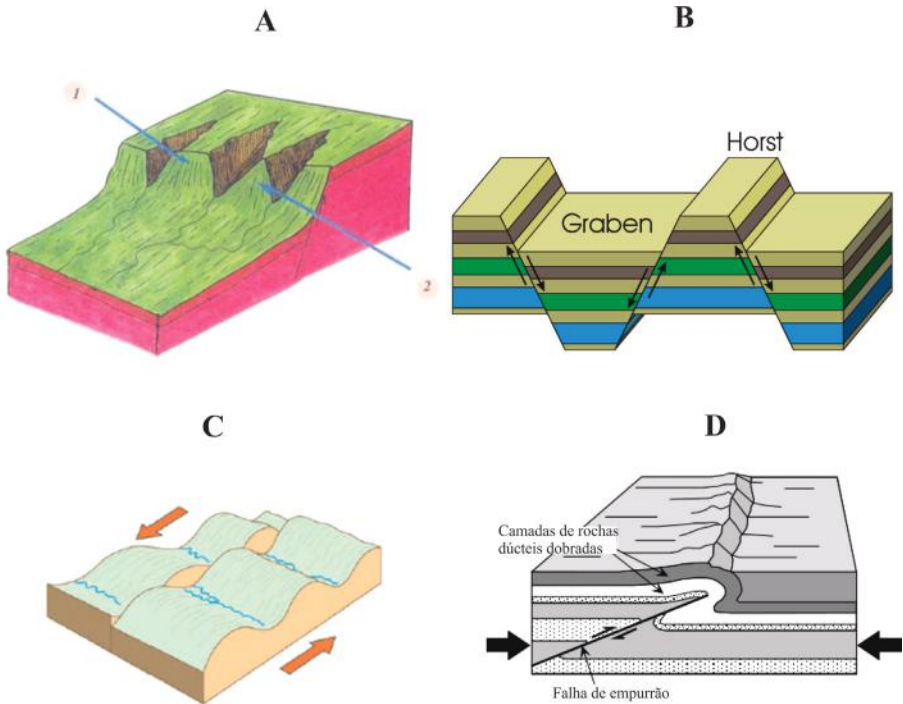 A
B
1
2
Horst
Graben
C
D
Camadas de rochas
dúcteis dobradas
Falha de empurrão